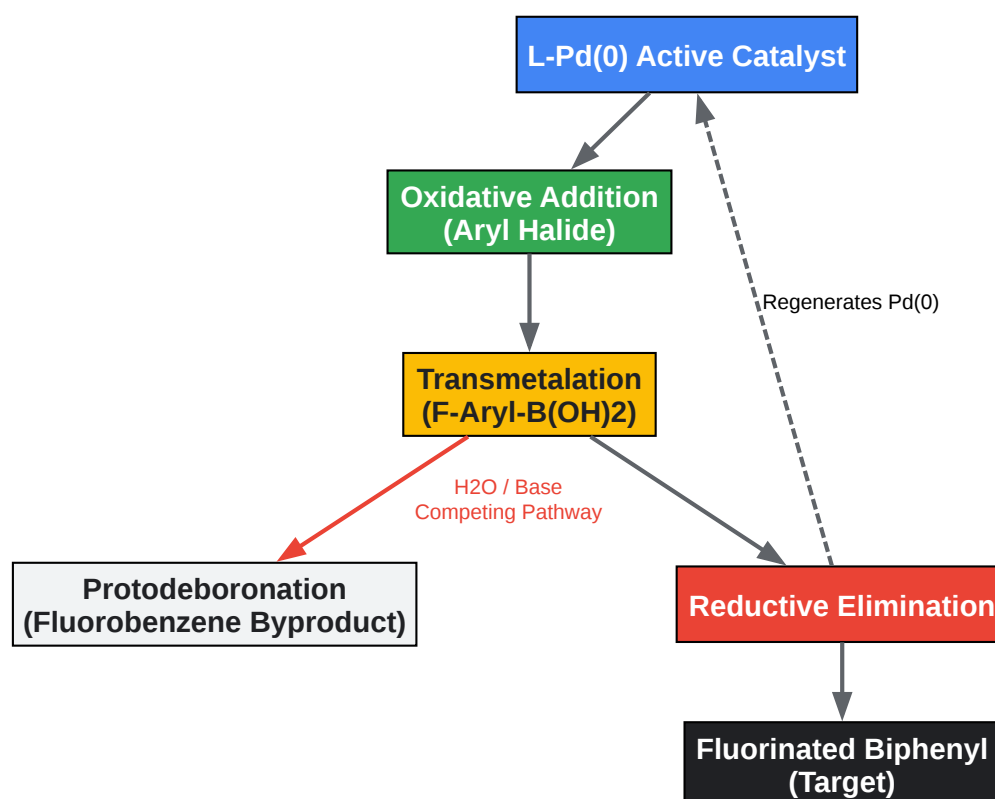 L-Pd(0) Active Catalyst
Oxidative Addition
(Aryl Halide)
Regenerates Pd(0)
Transmetalation
(F-Aryl-B(OH)2)
H2O / Base
Competing Pathway
Protodeboronation
(Fluorobenzene Byproduct)
Reductive Elimination
Fluorinated Biphenyl
(Target)